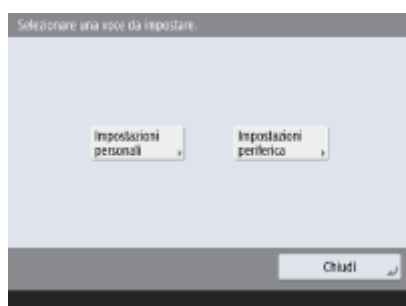 Selezionare una voce da impostare.
Impostazioni
personali
Impostazioni
periferica
Chiudi